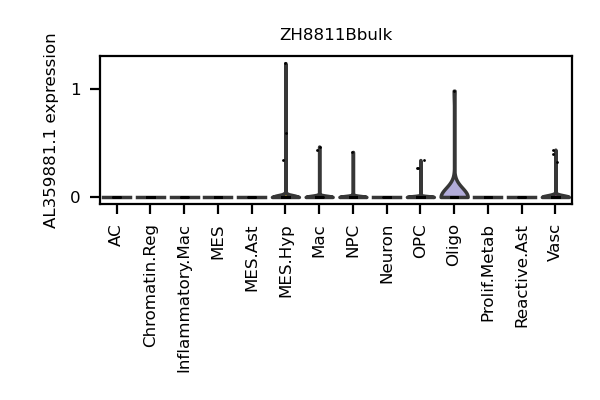 ZH8811Bbulk
AL359881.1 expression
1
0
AC
Chromatin.Reg
Inflammatory.Mac
MES
MES.Ast
MES.Hyp
Mac
NPC
Neuron
OPC
Oligo
Prolif.Metab
Reactive.Ast
Vasc